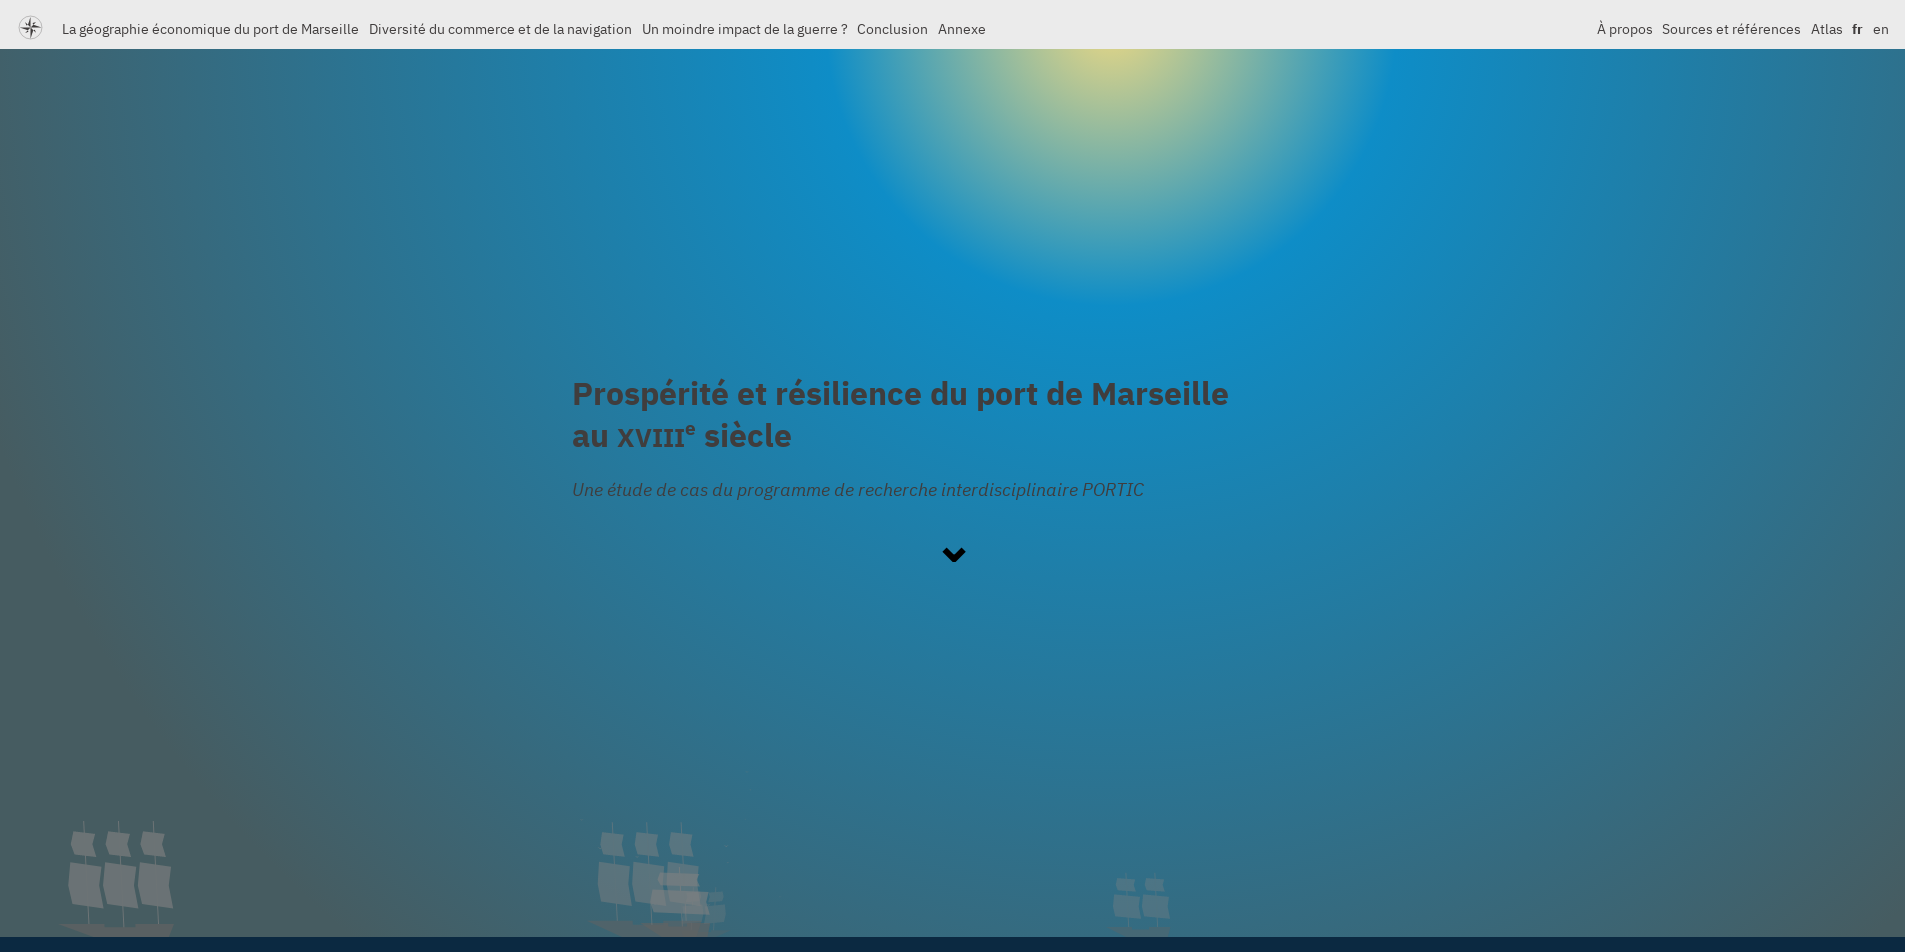 La géographie économique du port de Marseille Diversité du commerce et de la navigation Un moindre impact de la guerre ? Conclusion Annexe À propos Sources et références Atlas fr en
Prospérité et résilience du port de Marseille
au XVIIIe siècle
Une étude de cas du programme de recherche interdisciplinaire PORTIC